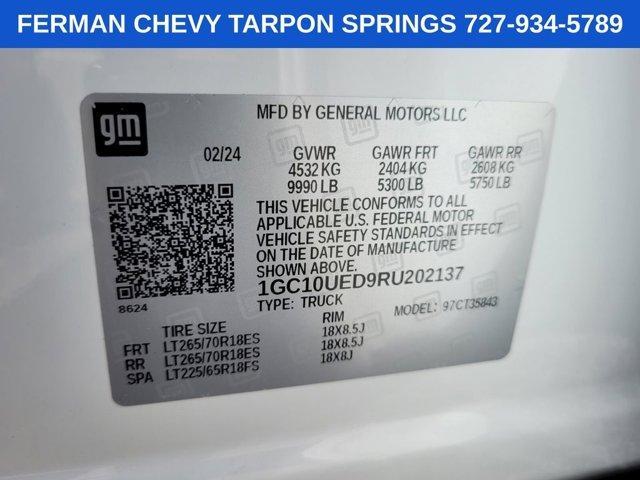 FERMAN CHEVY TARPON SPRINGS 727-934-5789
gm
MFD BY GENERAL MOTORS LLC
02/24 GVWR GAWR FRT GAWR RR
4532 KG 2404 KG 2608 KG
9990 LB 5300 LB 5750 LB
THIS VEHICLE CONFORMS TO ALL
APPLICABLE U.S. FEDERAL MOTOR
VEHICLE SAFETY STANDARDS IN EFFECT
ON THE DATE OF MANUFACTURE
SHOWN ABOVE.
1GC10UED9RU202137
8624 TYPE: TRUCK MODEL: 97CT35843
TIRE SIZE RIM
FRT LT265/70R18ES 18X8.5J
RR LT265/70R18ES 18X8.5J
SPA LT225/65R18FS 18X8J